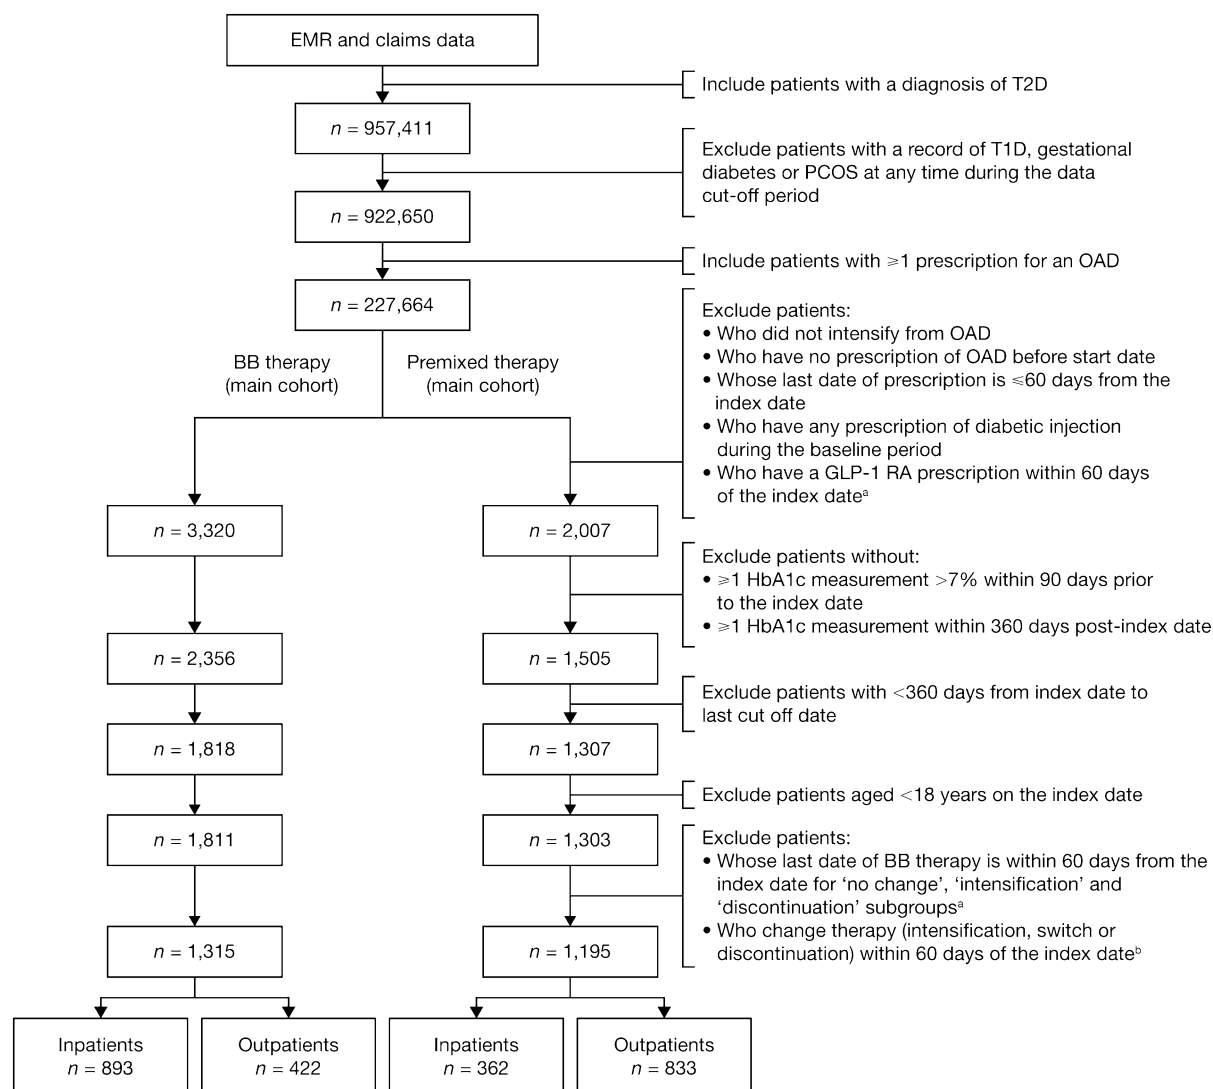 EMR and claims data
Include patients with a diagnosis of T2D
n = 957,411
Exclude patients with a record of T1D, gestational
diabetes or PCOS at any time during the data
cut-off period
n = 922,650
Include patients with ⩾1 prescription for an OAD
n = 227,664
Exclude patients:
• Who did not intensify from OAD
• Who have no prescription of OAD before start date
• Whose last date of prescription is ⩽60 days from the
index date
• Who have any prescription of diabetic injection
during the baseline period
• Who have a GLP-1 RA prescription within 60 days
of the index dateᵃ
BB therapy
(main cohort)
Premixed therapy
(main cohort)
n = 3,320
n = 2,007
Exclude patients without:
• ⩾1 HbA1c measurement >7% within 90 days prior
to the index date
• ⩾1 HbA1c measurement within 360 days post-index date
n = 2,356
n = 1,505
Exclude patients with <360 days from index date to
last cut off date
n = 1,818
n = 1,307
Exclude patients aged <18 years on the index date
n = 1,811
n = 1,303
Exclude patients:
• Whose last date of BB therapy is within 60 days from the
index date for ‘no change’, ‘intensification’ and
‘discontinuation’ subgroupsᵃ
• Who change therapy (intensification, switch or
discontinuation) within 60 days of the index dateᵇ
n = 1,315
n = 1,195
Inpatients
n = 893
Outpatients
n = 422
Inpatients
n = 362
Outpatients
n = 833